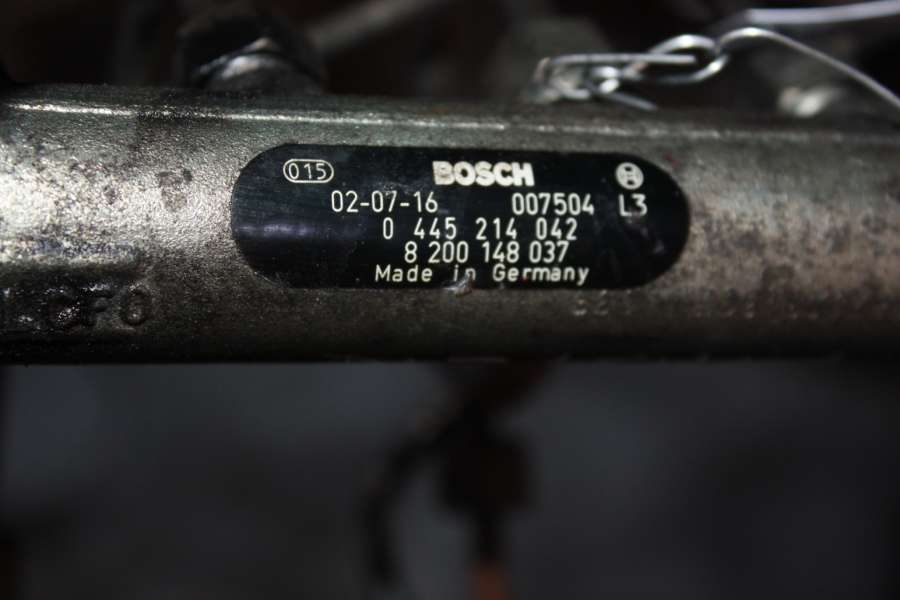 015 BOSCH
02-07-16 007504 L3
0 445 214 042
8 200 148 037
Made in Germany